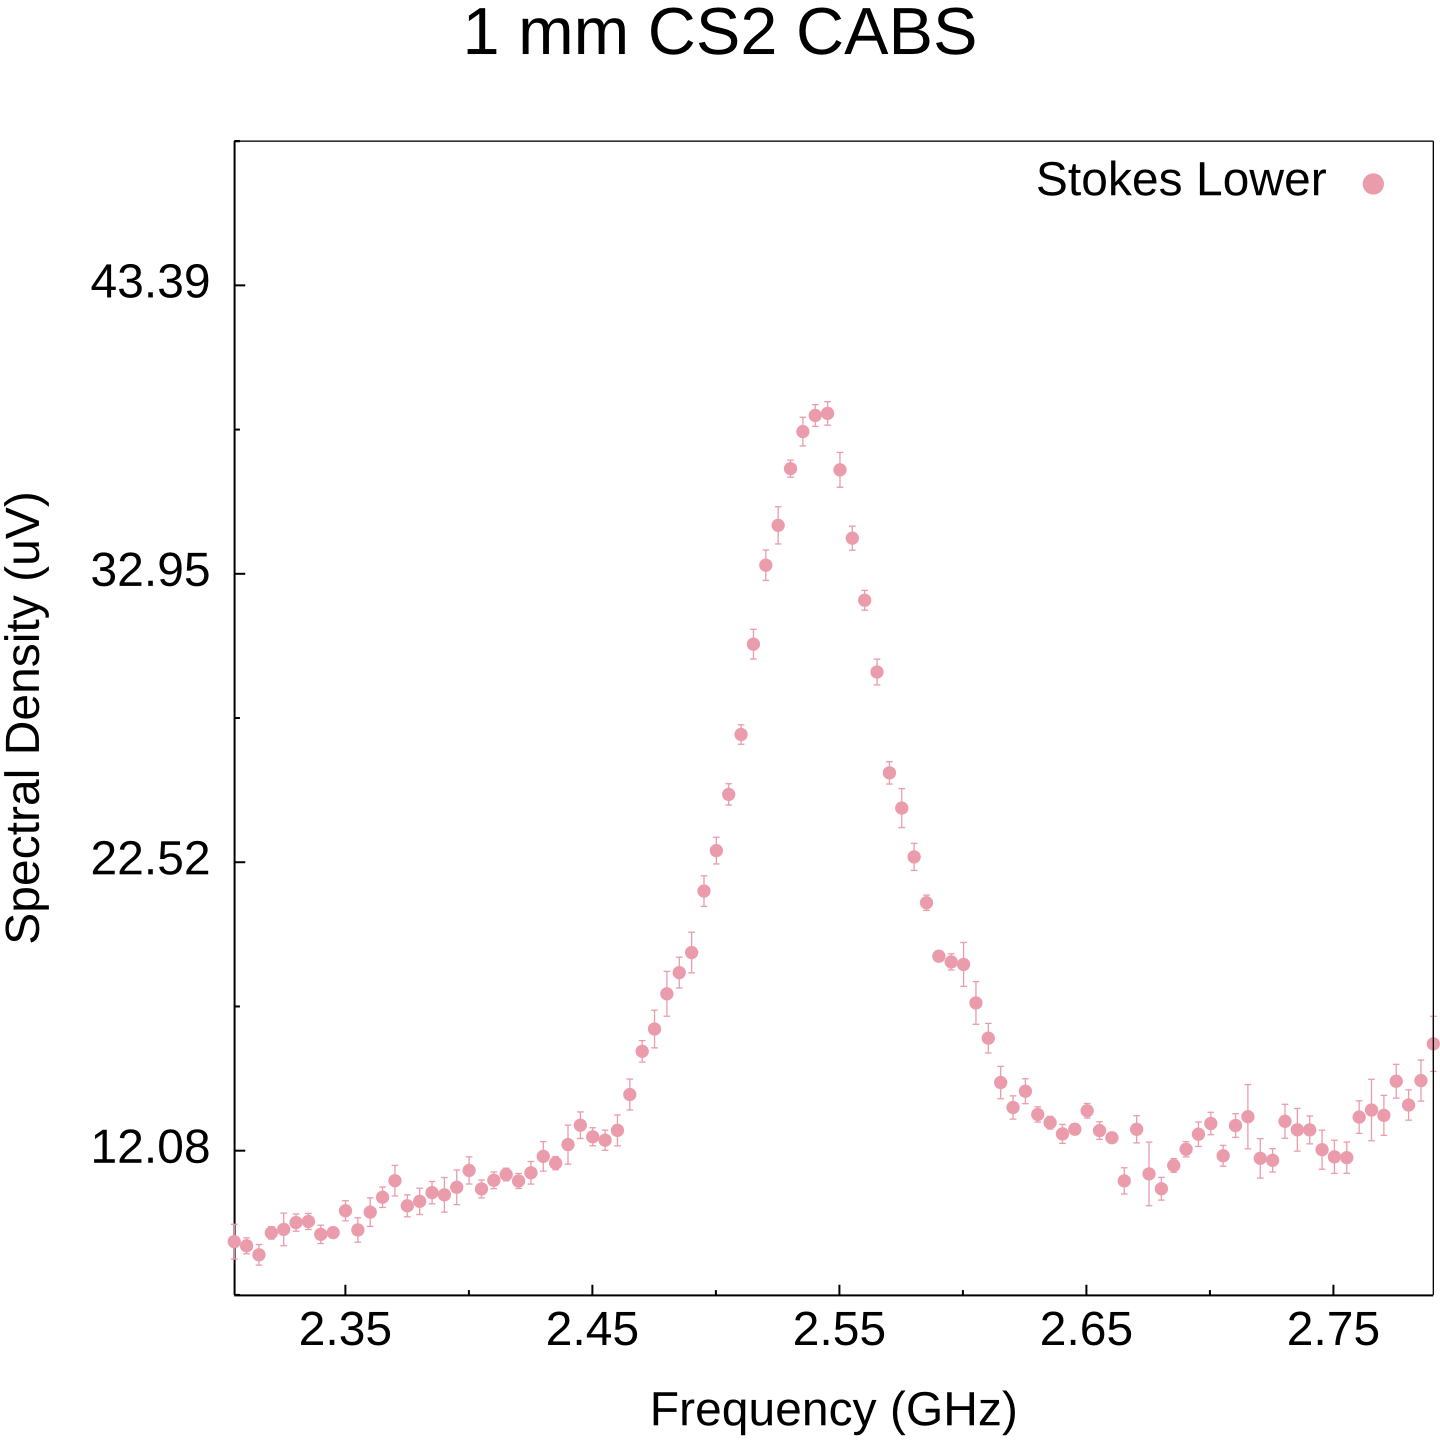 1 mm CS2 CABS
Stokes Lower
43.39
32.95
22.52
12.08
Spectral Density (uV)
2.35 2.45 2.55 2.65 2.75
Frequency (GHz)